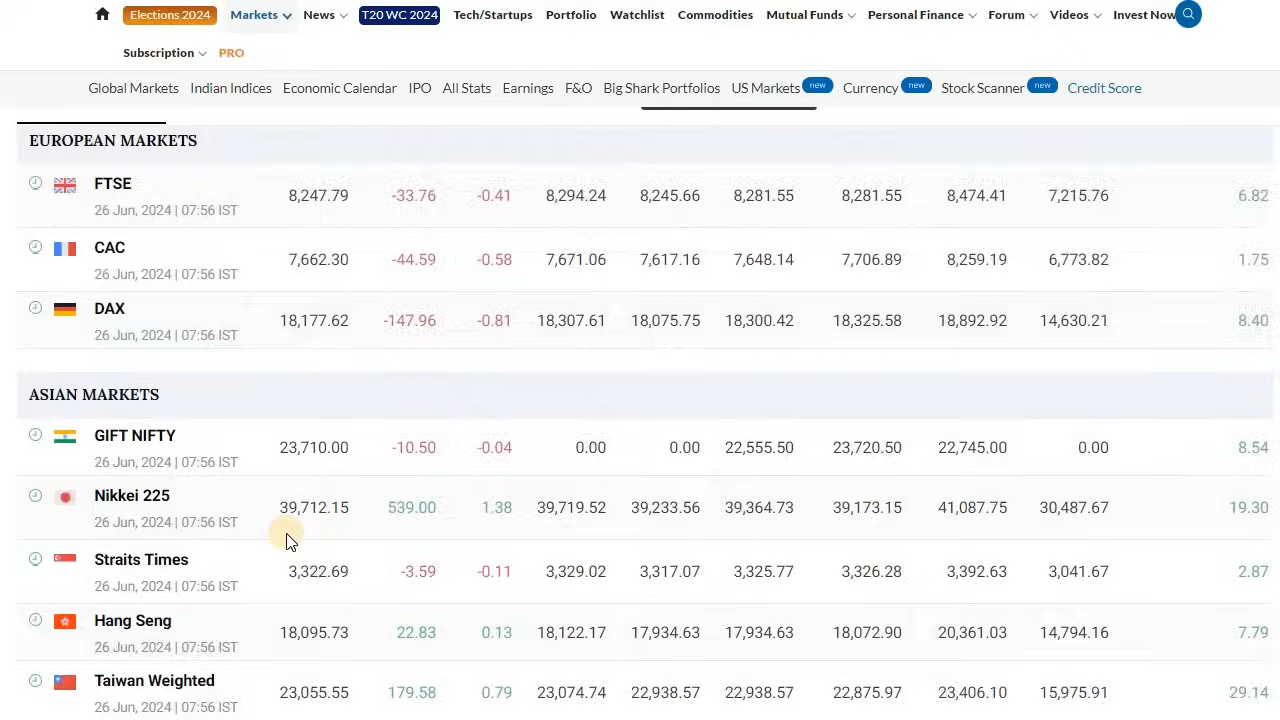 Elections 2024 Markets News T20 WC 2024 Tech/Startups Portfolio Watchlist Commodities Mutual Funds Personal Finance Forum Videos Invest Now
Subscription PRO
Global Markets Indian Indices Economic Calendar IPO All Stats Earnings F&O Big Shark Portfolios US Markets new Currency new Stock Scanner new Credit Score
EUROPEAN MARKETS
FTSE
8,247.79 -33.76 -0.41 8,294.24 8,245.66 8,281.55 8,281.55 8,474.41 7,215.76 6.82
26 Jun, 2024 | 07:56 IST
CAC
7,662.30 -44.59 -0.58 7,671.06 7,617.16 7,648.14 7,706.89 8,259.19 6,773.82 1.75
26 Jun, 2024 | 07:56 IST
DAX
18,177.62 -147.96 -0.81 18,307.61 18,075.75 18,300.42 18,325.58 18,892.92 14,630.21 8.40
26 Jun, 2024 | 07:56 IST
ASIAN MARKETS
GIFT NIFTY
23,710.00 -10.50 -0.04 0.00 0.00 22,555.50 23,720.50 22,745.00 0.00 8.54
26 Jun, 2024 | 07:56 IST
Nikkei 225
39,712.15 539.00 1.38 39,719.52 39,233.56 39,364.73 39,173.15 41,087.75 30,487.67 19.30
26 Jun, 2024 | 07:56 IST
Straits Times
3,322.69 -3.59 -0.11 3,329.02 3,317.07 3,325.77 3,326.28 3,392.63 3,041.67 2.87
26 Jun, 2024 | 07:56 IST
Hang Seng
18,095.73 22.83 0.13 18,122.17 17,934.63 17,934.63 18,072.90 20,361.03 14,794.16 7.79
26 Jun, 2024 | 07:56 IST
Taiwan Weighted
23,055.55 179.58 0.79 23,074.74 22,938.57 22,938.57 22,875.97 23,406.10 15,975.91 29.14
26 Jun, 2024 | 07:56 IST